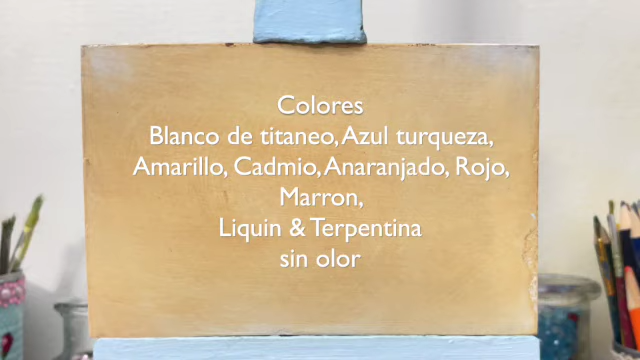 Colores
Blanco de titaneo, Azul turqueza,
Amarillo, Cadmio, Anaranjado, Rojo,
Marron,
Liquin & Terpentina
sin olor